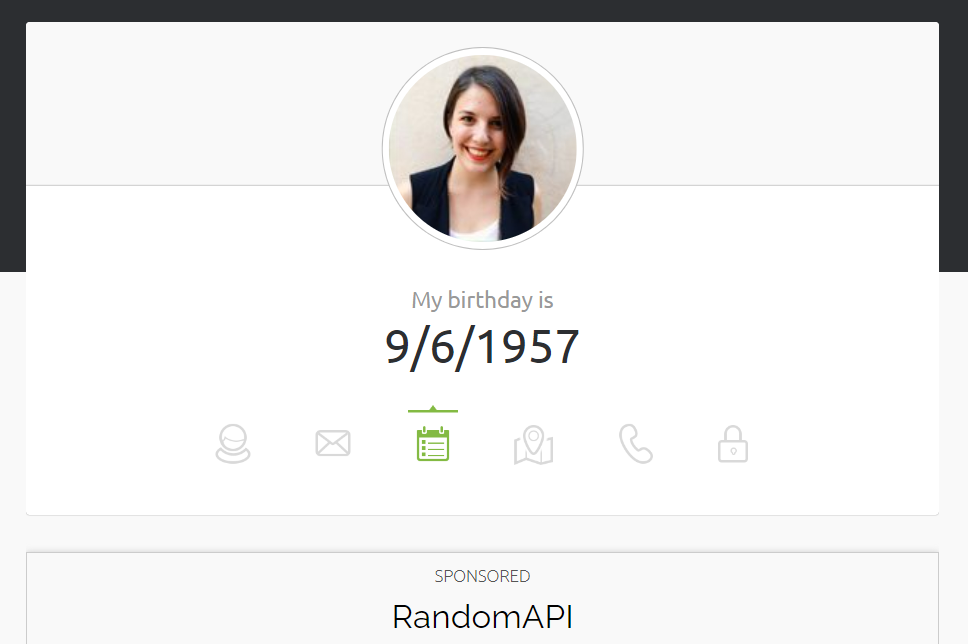 My birthday is
9/6/1957
SPONSORED
RandomAPI